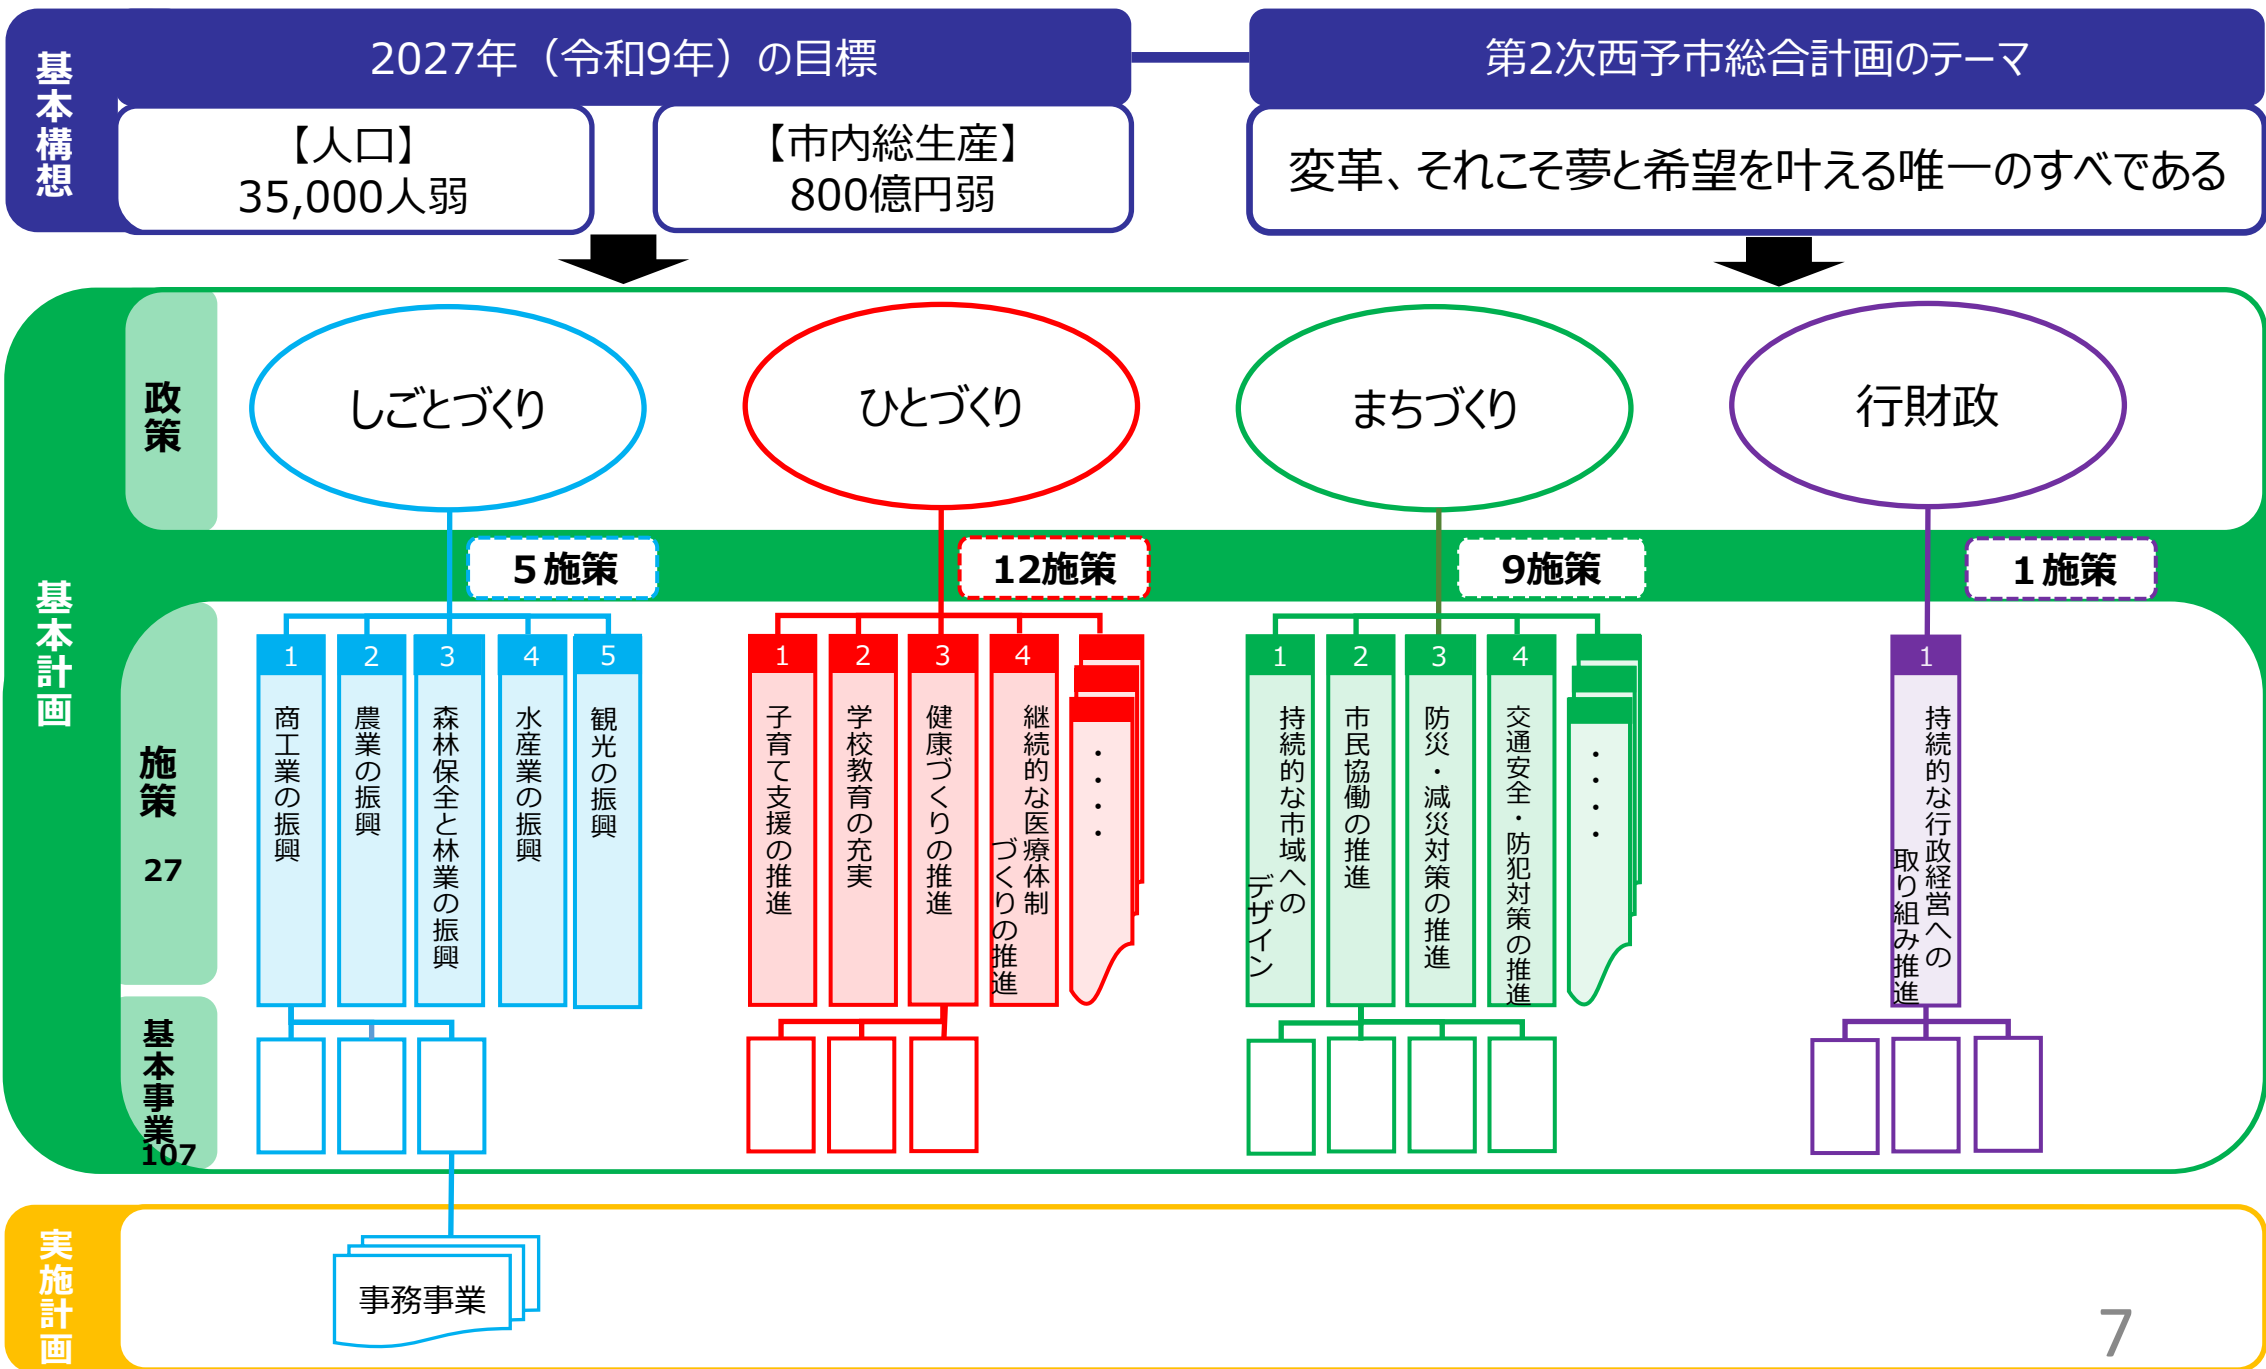 基本構想
2027年（令和9年）の目標
第2次西予市総合計画のテーマ
【人口】
35,000人弱
【市内総生産】
800億円弱
変革、それこそ夢と希望を叶える唯一のすべである
基本計画
政策
しごとづくり
ひとづくり
まちづくり
行財政
５施策
12施策
9施策
１施策
施策
27
1
商工業の振興
2
農業の振興
3
森林保全と林業の振興
4
水産業の振興
5
観光の振興
1
子育て支援の推進
2
学校教育の充実
3
健康づくりの推進
4
継続的な医療体制
づくりの推進
・・・・
1
持続的な市域への
デザイン
2
市民協働の推進
3
防災・減災対策の推進
4
交通安全・防犯対策の推進
・・・・
1
持続的な行政経営への
取り組み推進
基本事業
107
実施計画
事務事業
7